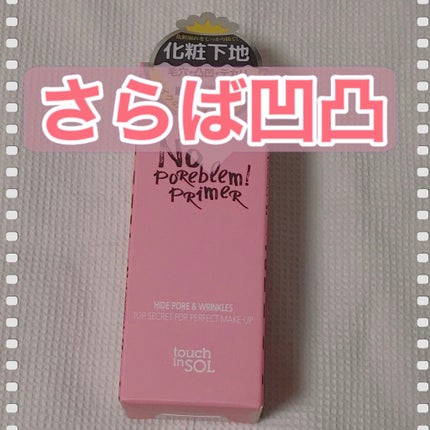 化粧下地
さらば凹凸
No
Poreblem!
Primer
HIDE PORE & WRINKLES
TOP SECRET FOR PERFECT MAKE-UP
touch
in SOL